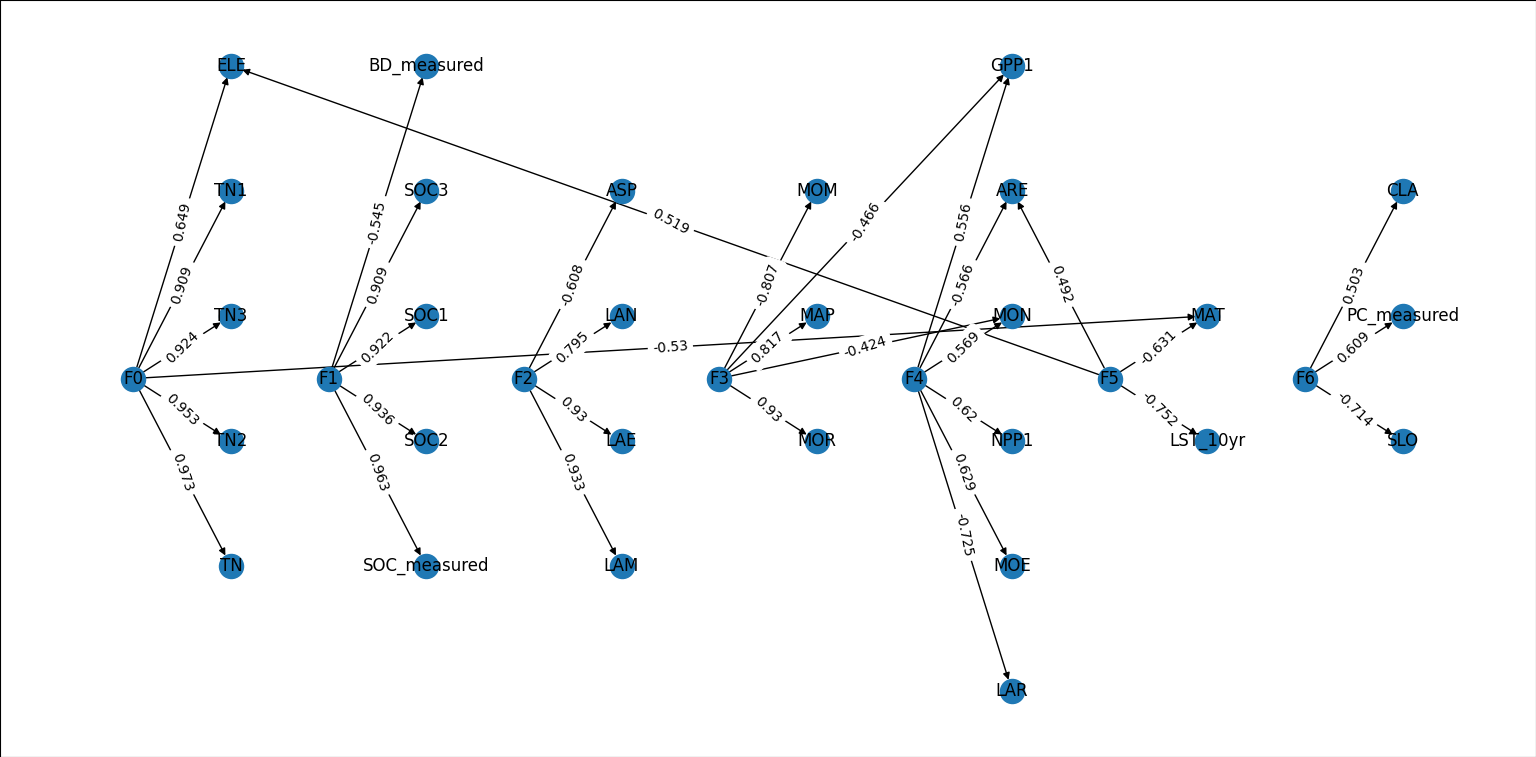 ELE BD_measured GPP1
TN1 SOC3 ASP MOM ARE CLA
0.649 -0.545 0.519 -0.466 0.556
0.909 0.909 -0.608 -0.807 -0.566 0.492 0.503
TN3 SOC1 LAN MAP MON MAT PC_measured
0.924 0.922 0.795 -0.53 0.817 -0.424 0.569 -0.631 0.609
F0 F1 F2 F3 F4 F5 F6
0.953 0.936 0.93 0.93 0.62 -0.752 -0.714
TN2 SOC2 LAE MOR NPP1 LST_10yr SLO
0.973 0.963 0.933 0.629
-0.725
TN SOC_measured LAM MOE
LAR